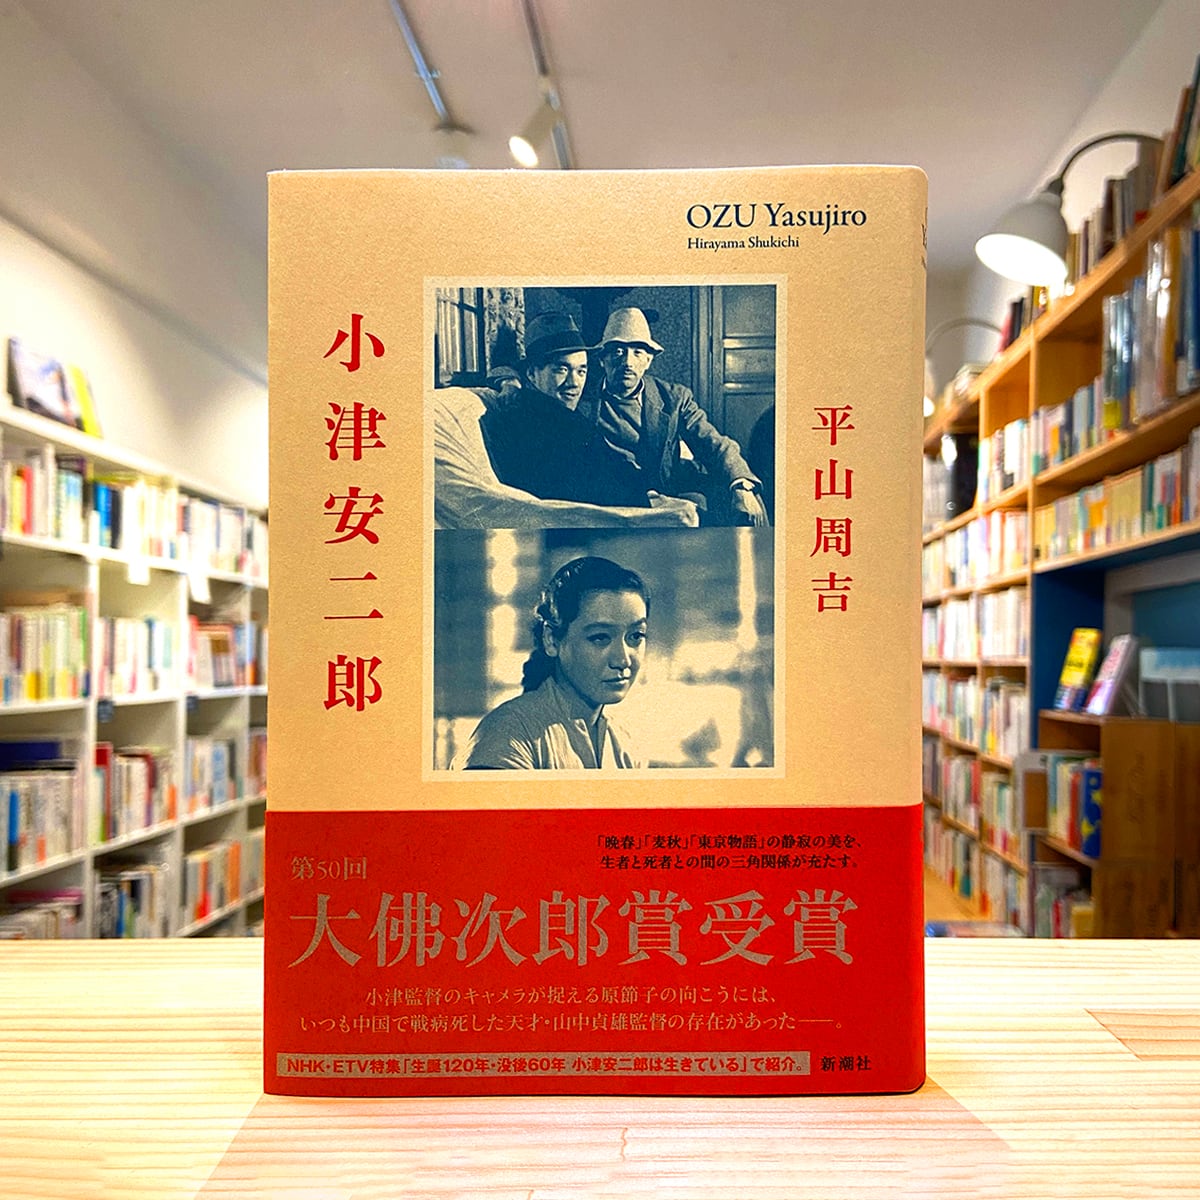 OZU Yasujiro
Hirayama Shukichi
小津安二郎
平山周吉
「晩春」「麦秋」「東京物語」の静寂の美を、
生者と死者との間の三角関係が充たす。
第50回
大佛次郎賞受賞
小津監督のキャメラが捉える原節子の向こうには、
いつも中国で戦病死した天才・山中貞雄監督の存在があった——。
NHK・ETV特集「生誕120年・没後60年 小津安二郎は生きている」で紹介。
新潮社